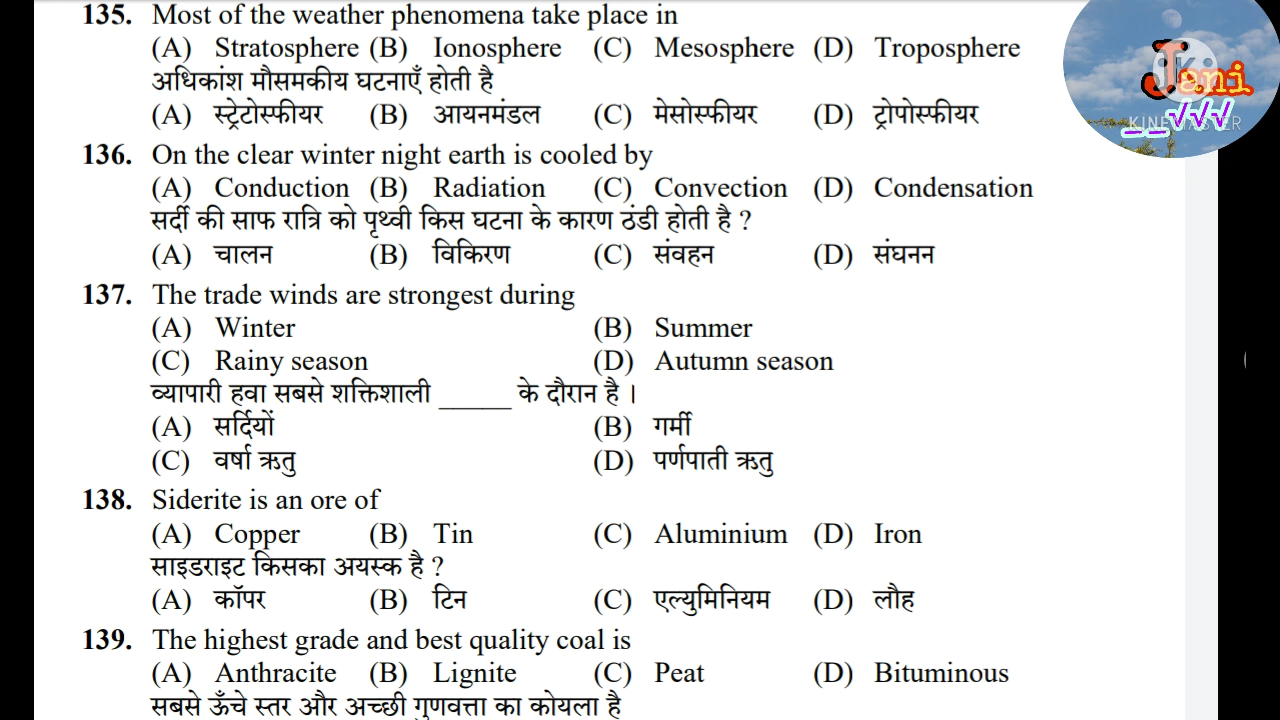 135. Most of the weather phenomena take place in
(A) Stratosphere (B) Ionosphere (C) Mesosphere (D) Troposphere
अधिकांश मौसमकीय घटनाएँ होती है
(A) स्ट्रेटोस्फीयर (B) आयनमंडल (C) मेसोस्फीयर (D) ट्रोपोस्फीयर
136. On the clear winter night earth is cooled by
(A) Conduction (B) Radiation (C) Convection (D) Condensation
सर्दी की साफ रात्रि को पृथ्वी किस घटना के कारण ठंडी होती है ?
(A) चालन (B) विकिरण (C) संवहन (D) संघनन
137. The trade winds are strongest during
(A) Winter (B) Summer
(C) Rainy season (D) Autumn season
व्यापारी हवा सबसे शक्तिशाली _____ के दौरान है ।
(A) सर्दियों (B) गर्मी
(C) वर्षा ऋतु (D) पर्णपाती ऋतु
138. Siderite is an ore of
(A) Copper (B) Tin (C) Aluminium (D) Iron
साइडराइट किसका अयस्क है ?
(A) कॉपर (B) टिन (C) एल्युमिनियम (D) लौह
139. The highest grade and best quality coal is
(A) Anthracite (B) Lignite (C) Peat (D) Bituminous
सबसे ऊँचे स्तर और अच्छी गुणवत्ता का कोयला है